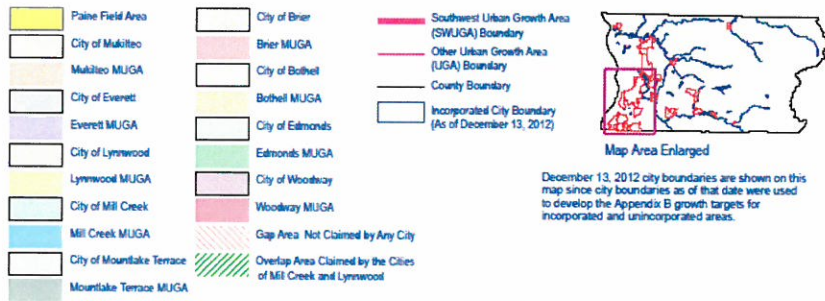 Paine Field Area
City of Mukilteo
Mukilteo MUGA
City of Everett
Everett MUGA
City of Lynnwood
Lynnwood MUGA
City of Mill Creek
Mill Creek MUGA
City of Mountlake Terrace
Mountlake Terrace MUGA
City of Brier
Brier MUGA
City of Bothell
Bothell MUGA
City of Edmonds
Edmonds MUGA
City of Woodway
Woodway MUGA
Gap Area Not Claimed by Any City
Overlap Area Claimed by the Cities
of Mill Creek and Lynnwood
Southwest Urban Growth Area
(SWUGA) Boundary
Other Urban Growth Area
(UGA) Boundary
County Boundary
Incorporated City Boundary
(As of December 13, 2012)
Map Area Enlarged
December 13, 2012 city boundaries are shown on this
map since city boundaries as of that date were used
to develop the Appendix B growth targets for
incorporated and unincorporated areas.